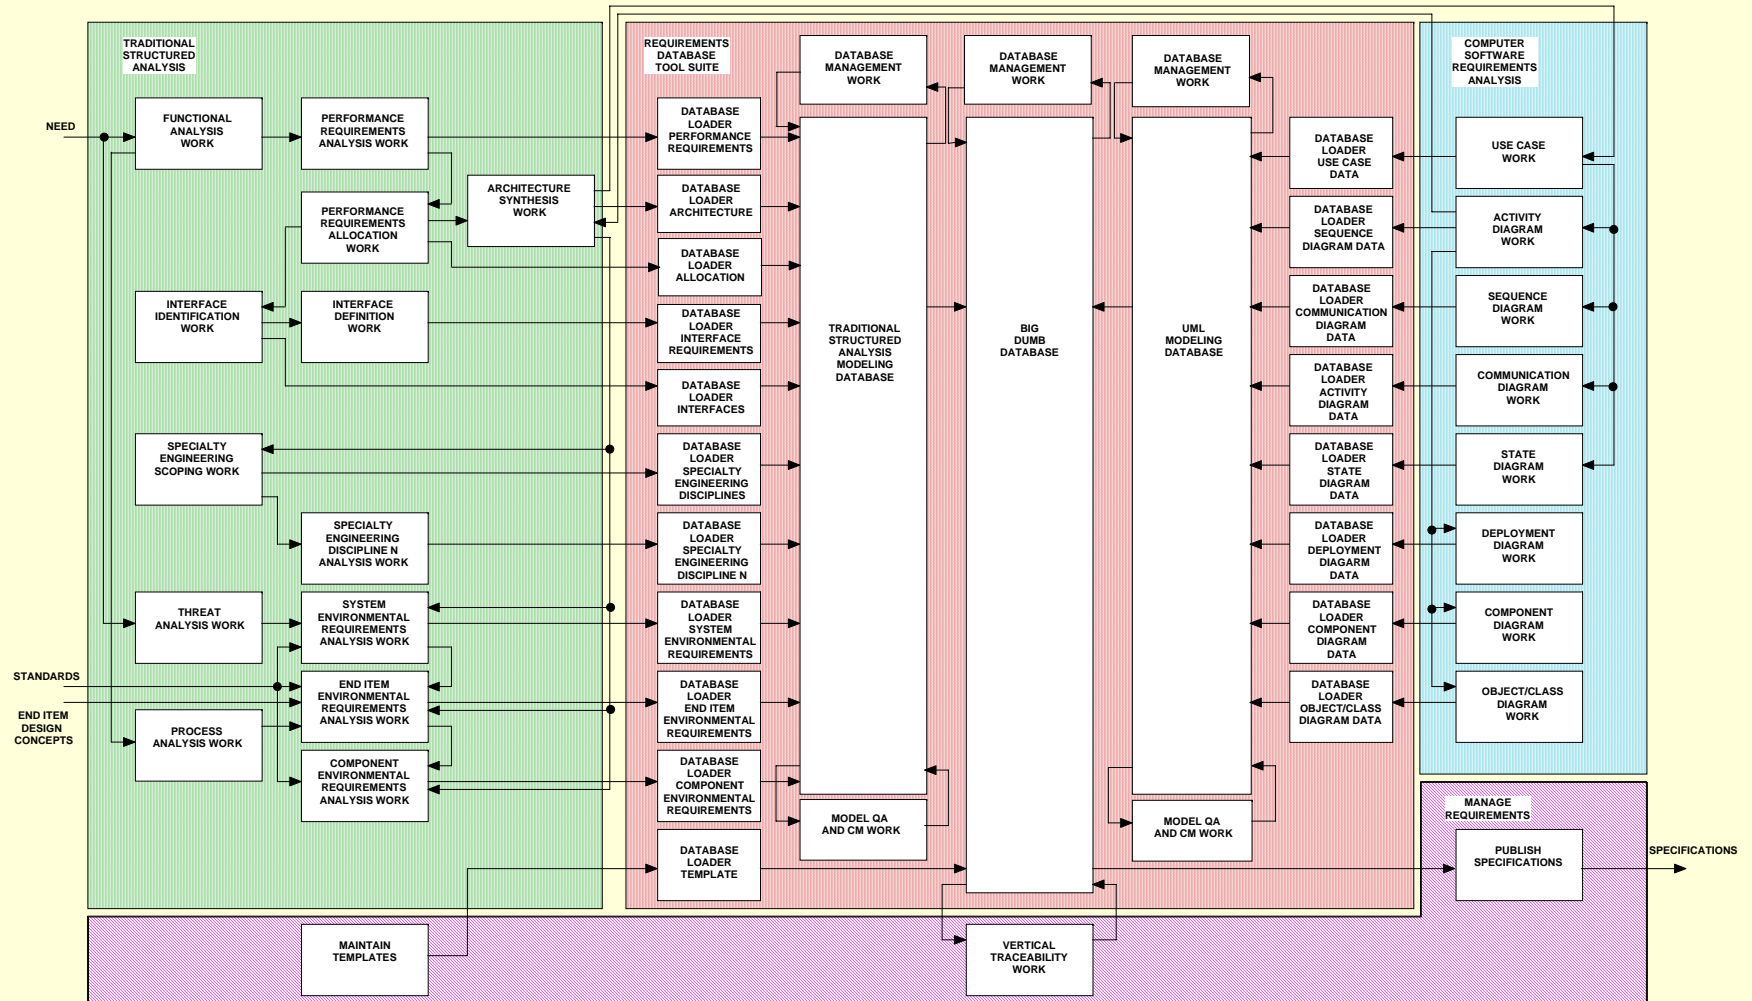 TRADITIONAL
STRUCTURED
ANALYSIS
NEED
FUNCTIONAL
ANALYSIS
WORK
PERFORMANCE
REQUIREMENTS
ANALYSIS WORK
PERFORMANCE
REQUIREMENTS
ALLOCATION
WORK
ARCHITECTURE
SYNTHESIS
WORK
INTERFACE
IDENTIFICATION
WORK
INTERFACE
DEFINITION
WORK
SPECIALTY
ENGINEERING
SCOPING WORK
SPECIALTY
ENGINEERING
DISCIPLINE N
ANALYSIS WORK
THREAT
ANALYSIS WORK
SYSTEM
ENVIRONMENTAL
REQUIREMENTS
ANALYSIS WORK
STANDARDS
END ITEM
DESIGN
CONCEPTS
END ITEM
ENVIRONMENTAL
REQUIREMENTS
ANALYSIS WORK
PROCESS
ANALYSIS WORK
COMPONENT
ENVIRONMENTAL
REQUIREMENTS
ANALYSIS WORK
REQUIREMENTS
DATABASE
TOOL SUITE
DATABASE
MANAGEMENT
WORK
DATABASE
MANAGEMENT
WORK
DATABASE
MANAGEMENT
WORK
DATABASE
LOADER
PERFORMANCE
REQUIREMENTS
DATABASE
LOADER
ARCHITECTURE
DATABASE
LOADER
ALLOCATION
DATABASE
LOADER
INTERFACE
REQUIREMENTS
DATABASE
LOADER
INTERFACES
DATABASE
LOADER
SPECIALTY
ENGINEERING
DISCIPLINES
DATABASE
LOADER
SPECIALTY
ENGINEERING
DISCIPLINE N
DATABASE
LOADER
SYSTEM
ENVIRONMENTAL
REQUIREMENTS
DATABASE
LOADER
END ITEM
ENVIRONMENTAL
REQUIREMENTS
DATABASE
LOADER
COMPONENT
ENVIRONMENTAL
REQUIREMENTS
DATABASE
LOADER
TEMPLATE
TRADITIONAL
STRUCTURED
ANALYSIS
MODELING
DATABASE
BIG
DUMB
DATABASE
UML
MODELING
DATABASE
MODEL QA
AND CM WORK
MODEL QA
AND CM WORK
DATABASE
LOADER
USE CASE
DATA
DATABASE
LOADER
SEQUENCE
DIAGRAM DATA
DATABASE
LOADER
COMMUNICATION
DIAGRAM
DATA
DATABASE
LOADER
ACTIVITY
DIAGRAM
DATA
DATABASE
LOADER
STATE
DIAGRAM
DATA
DATABASE
LOADER
DEPLOYMENT
DIAGARM
DATA
DATABASE
LOADER
COMPONENT
DIAGRAM
DATA
DATABASE
LOADER
OBJECT/CLASS
DIAGRAM DATA
COMPUTER
SOFTWARE
REQUIREMENTS
ANALYSIS
USE CASE
WORK
ACTIVITY
DIAGRAM
WORK
SEQUENCE
DIAGRAM
WORK
COMMUNICATION
DIAGRAM
WORK
STATE
DIAGRAM
WORK
DEPLOYMENT
DIAGRAM
WORK
COMPONENT
DIAGRAM
WORK
OBJECT/CLASS
DIAGRAM
WORK
MANAGE
REQUIREMENTS
PUBLISH
SPECIFICATIONS
SPECIFICATIONS
MAINTAIN
TEMPLATES
VERTICAL
TRACEABILITY
WORK